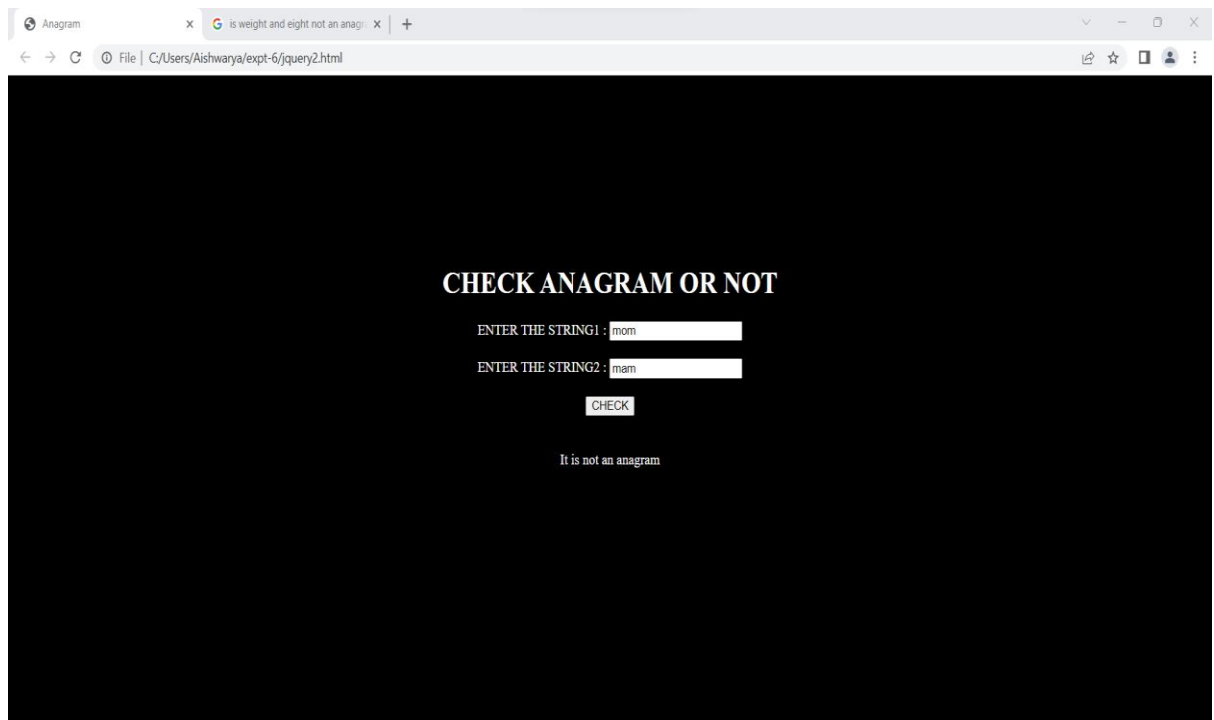 Anagram
is weight and eight not an anagr
File | C:/Users/Aishwarya/expt-6/jquery2.html
CHECK ANAGRAM OR NOT
ENTER THE STRING1 : mom
ENTER THE STRING2 : mam
CHECK
It is not an anagram